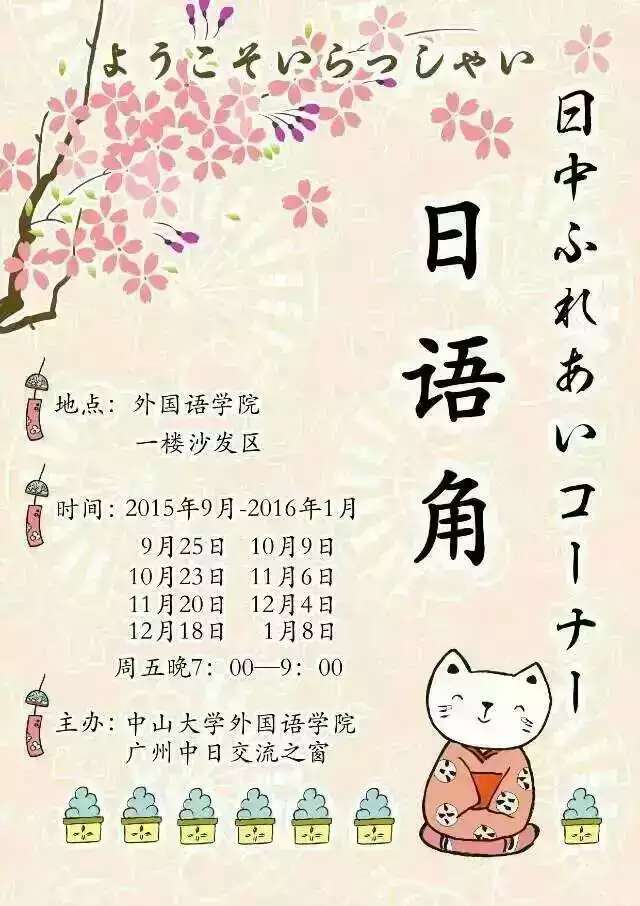 ようこそいらっしゃい
日中ふれあいコーナー
日语角
地点：外国语学院
一楼沙发区
时间：2015年9月-2016年1月
9月25日 10月9日
10月23日 11月6日
11月20日 12月4日
12月18日 1月8日
周五晚7：00—9：00
主办：中山大学外国语学院
广州中日交流之窗